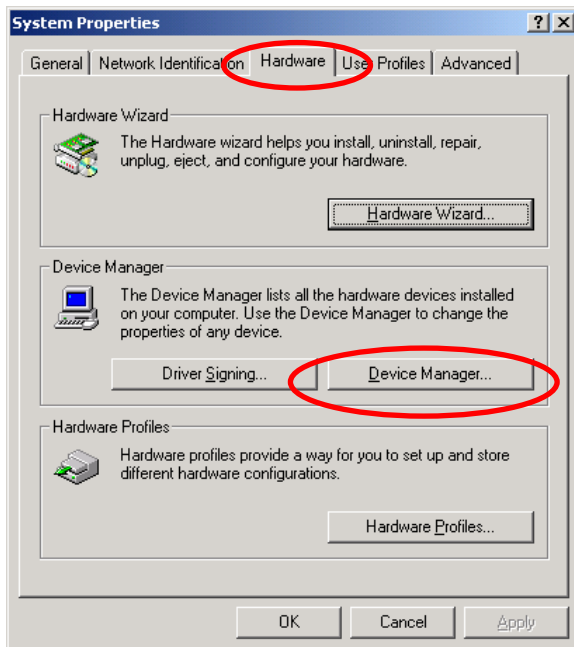 System Properties
General Network Identification Hardware User Profiles Advanced
Hardware Wizard
The Hardware wizard helps you install, uninstall, repair,
unplug, eject, and configure your hardware.
Hardware Wizard...
Device Manager
The Device Manager lists all the hardware devices installed
on your computer. Use the Device Manager to change the
properties of any device.
Driver Signing... Device Manager...
Hardware Profiles
Hardware profiles provide a way for you to set up and store
different hardware configurations.
Hardware Profiles...
OK Cancel Apply